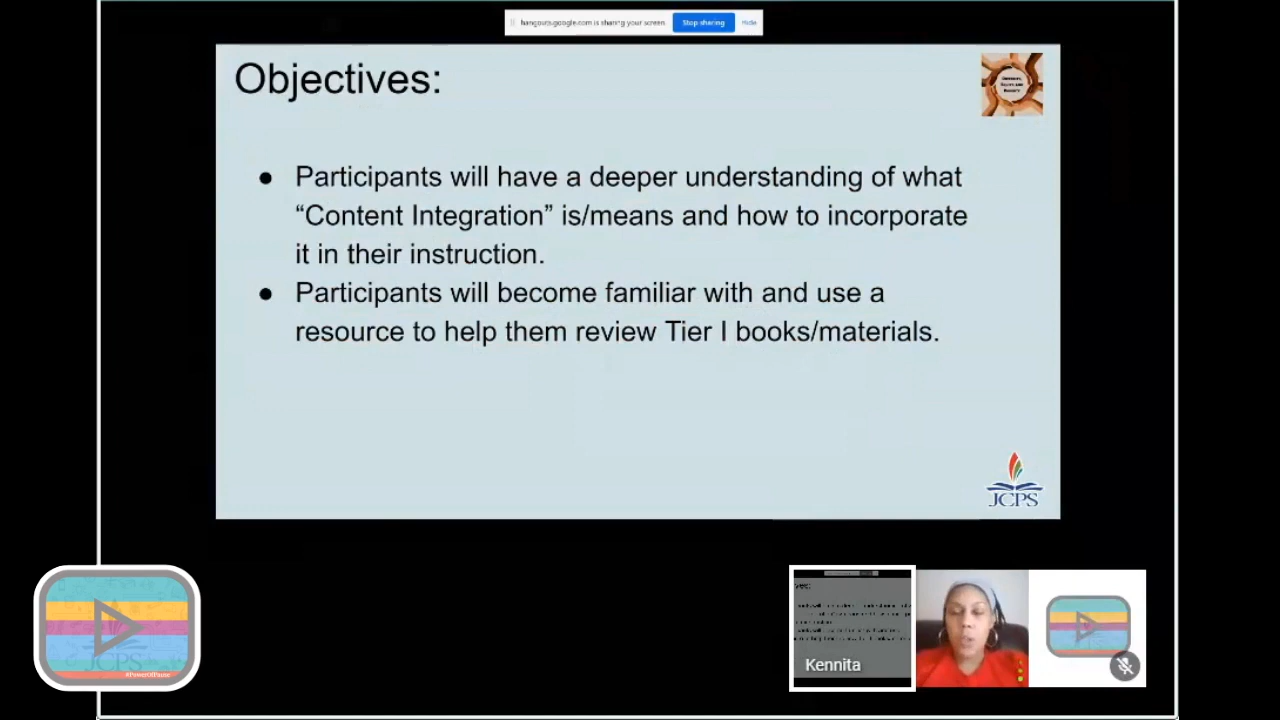 hangouts.google.com is sharing your screen. Stop sharing Hide
Objectives:
● Participants will have a deeper understanding of what
“Content Integration” is/means and how to incorporate
it in their instruction.
● Participants will become familiar with and use a
resource to help them review Tier I books/materials.
JCPS
Kennita
JCPS
#PowerOfPause